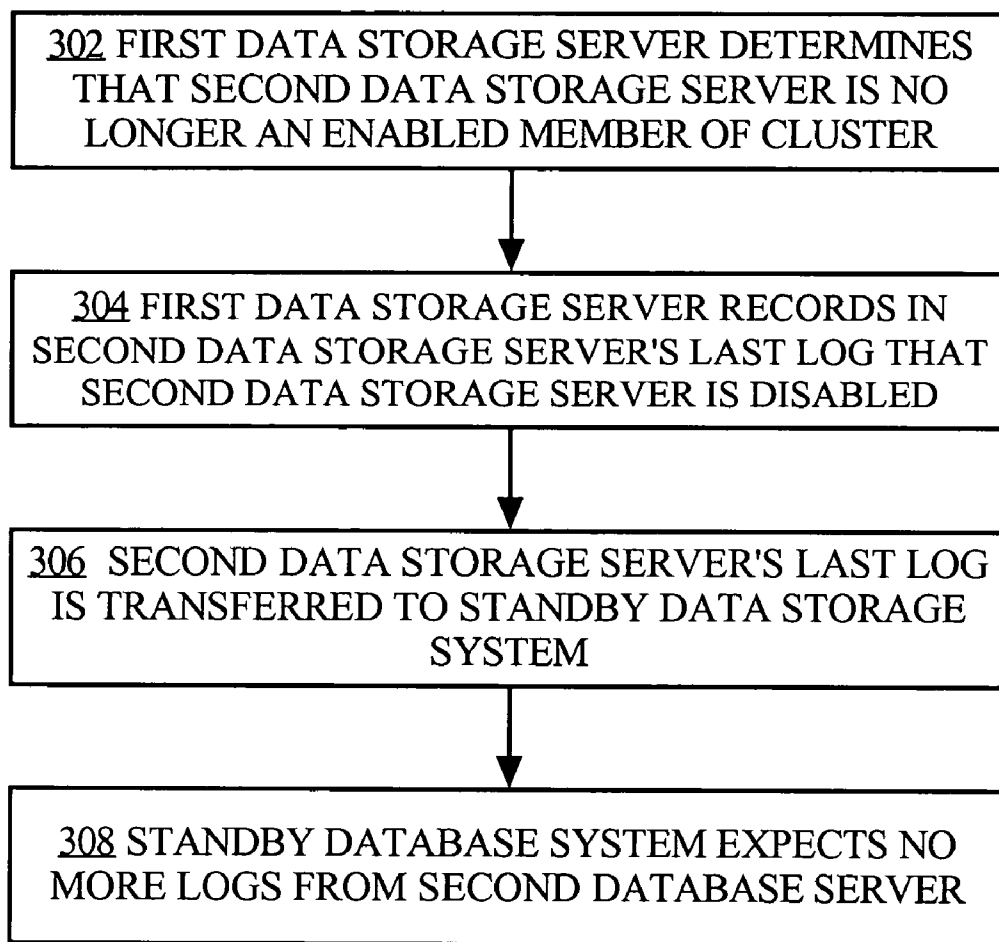 302 FIRST DATA STORAGE SERVER DETERMINES
THAT SECOND DATA STORAGE SERVER IS NO
LONGER AN ENABLED MEMBER OF CLUSTER
304 FIRST DATA STORAGE SERVER RECORDS IN
SECOND DATA STORAGE SERVER'S LAST LOG THAT
SECOND DATA STORAGE SERVER IS DISABLED
306 SECOND DATA STORAGE SERVER'S LAST LOG
IS TRANSFERRED TO STANDBY DATA STORAGE
SYSTEM
308 STANDBY DATABASE SYSTEM EXPECTS NO
MORE LOGS FROM SECOND DATABASE SERVER